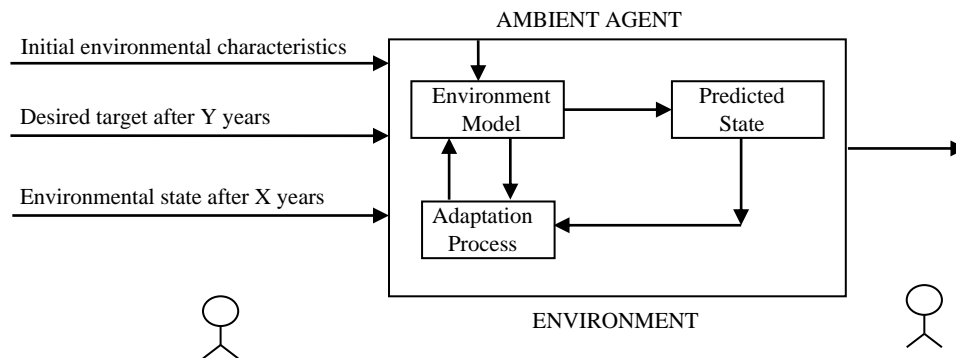 AMBIENT AGENT
Initial environmental characteristics
Desired target after Y years
Environmental state after X years
Environment
Model
Predicted
State
Adaptation
Process
ENVIRONMENT